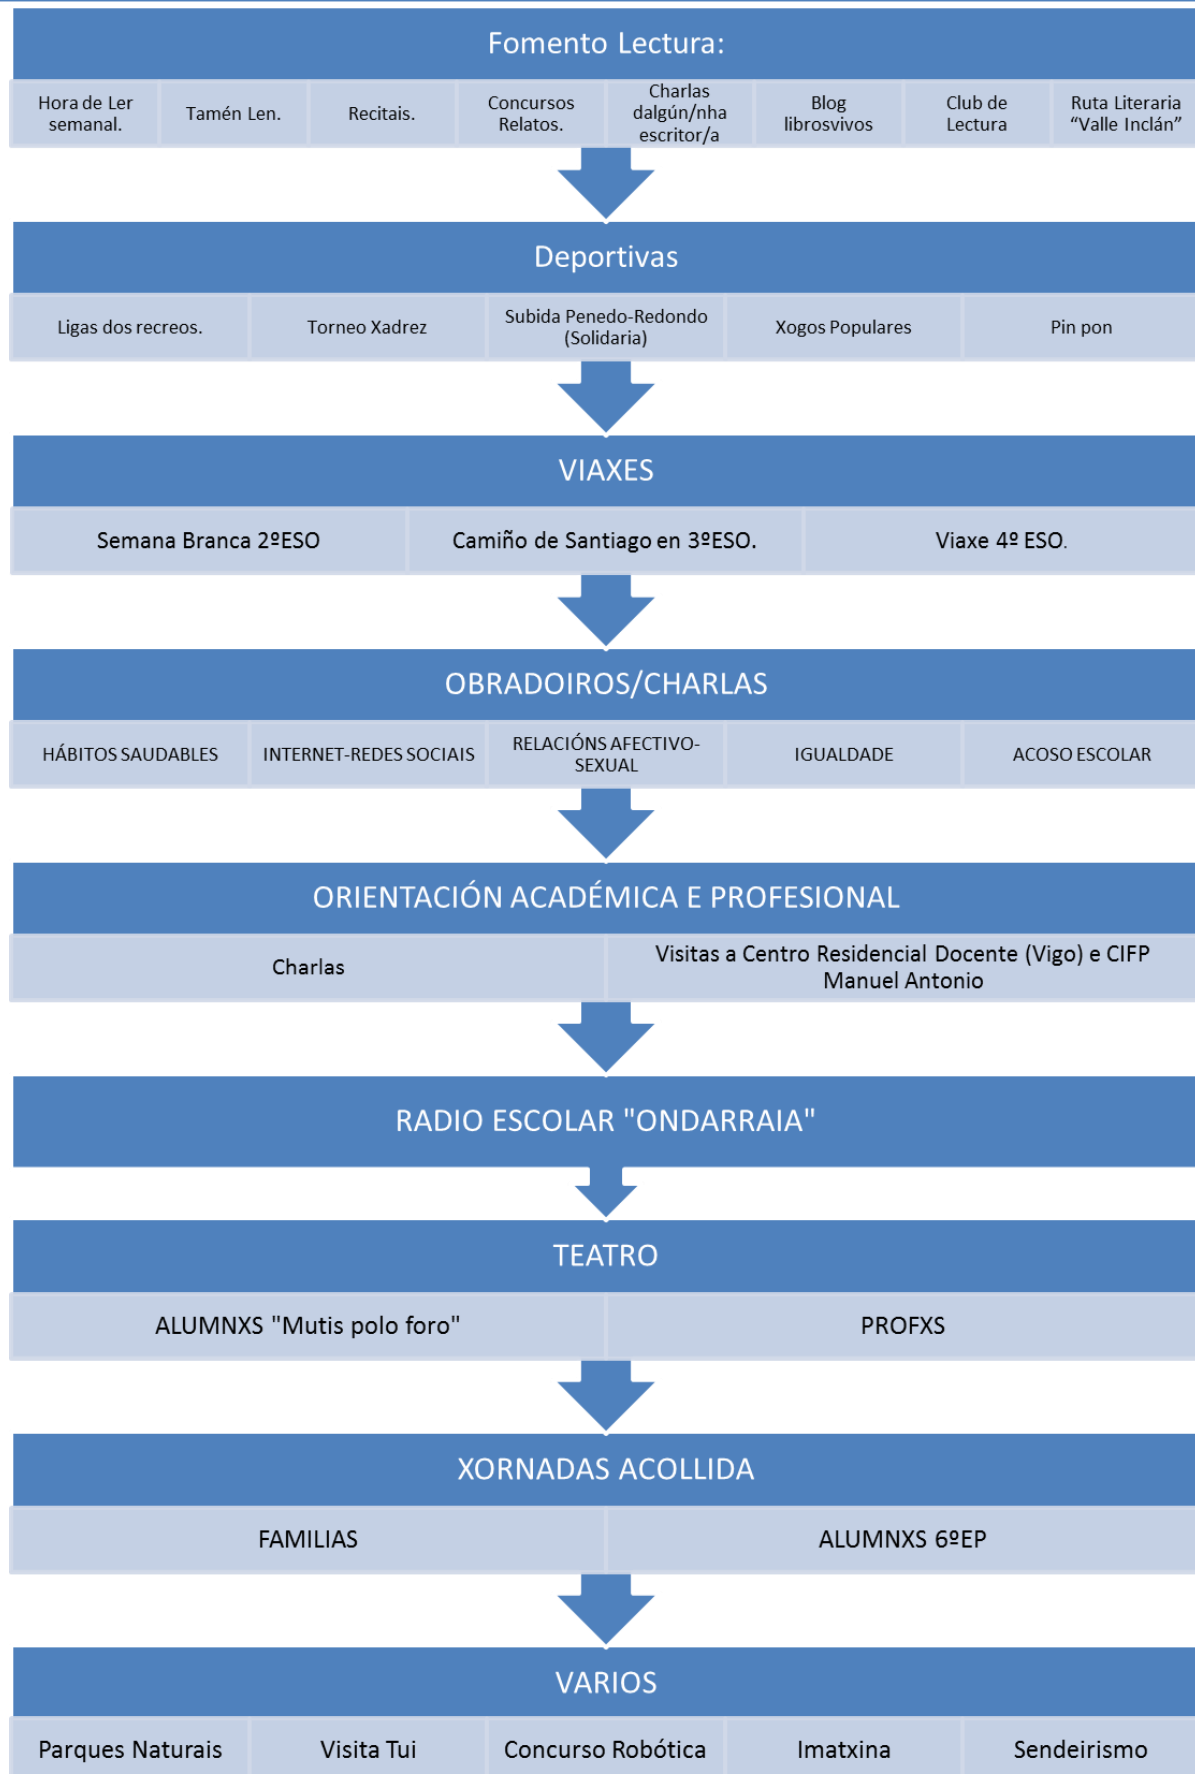 Fomento Lectura:
Hora de Ler
semanal.
Tamén Len.
Recitais.
Concursos
Relatos.
Charlas
dalgún/nha
escritor/a
Blog
librosvivos
Club de
Lectura
Ruta Literaria
“Valle Inclán”
Deportivas
Ligas dos recreos.
Torneo Xadrez
Subida Penedo-Redondo
(Solidaria)
Xogos Populares
Pin pon
VIAXES
Semana Branca 2ºESO
Camiño de Santiago en 3ºESO.
Viaxe 4º ESO.
OBRADOIROS/CHARLAS
HÁBITOS SAUDABLES
INTERNET-REDES SOCIAIS
RELACIÓNS AFECTIVO-
SEXUAL
IGUALDADE
ACOSO ESCOLAR
ORIENTACIÓN ACADÉMICA E PROFESIONAL
Charlas
Visitas a Centro Residencial Docente (Vigo) e CIFP
Manuel Antonio
RADIO ESCOLAR "ONDARRAIA"
TEATRO
ALUMNXS "Mutis polo foro"
PROFXS
XORNADAS ACOLLIDA
FAMILIAS
ALUMNXS 6ºEP
VARIOS
Parques Naturais
Visita Tui
Concurso Robótica
Imatxina
Sendeirismo